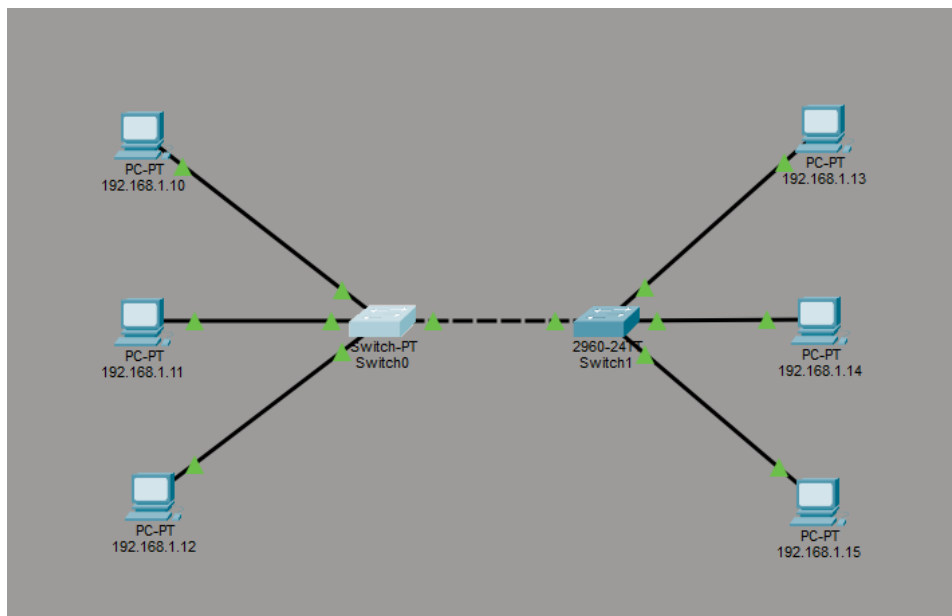 PC-PT
192.168.1.10
PC-PT
192.168.1.13
PC-PT
192.168.1.11
Switch-PT
Switch0
2960-24TT
Switch1
PC-PT
192.168.1.14
PC-PT
192.168.1.12
PC-PT
192.168.1.15